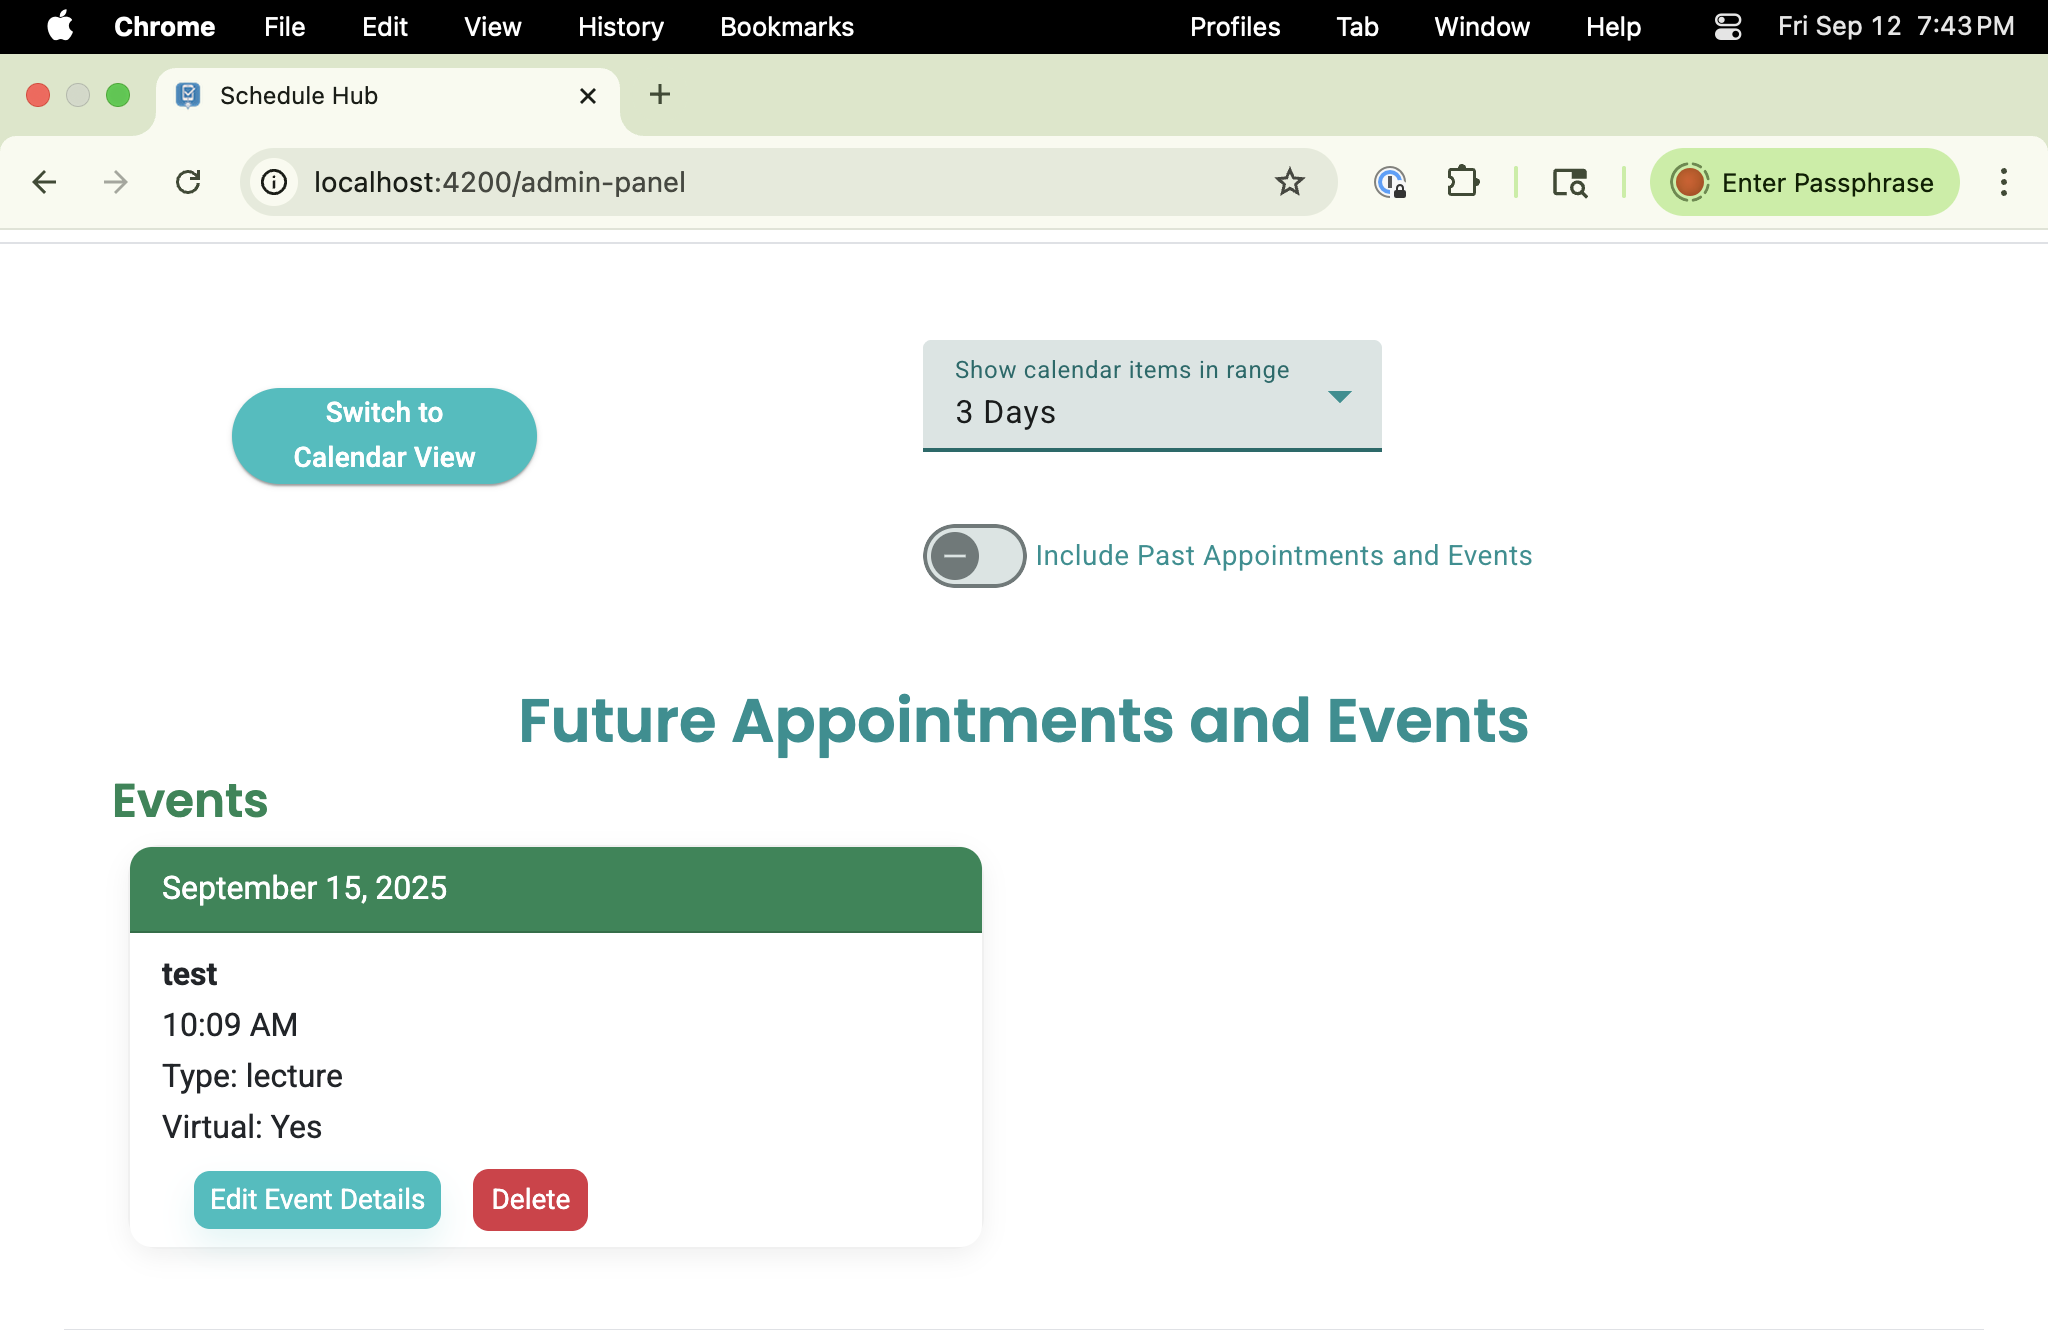 Chrome File Edit View History Bookmarks Profiles Tab Window Help Fri Sep 12 7:43 PM
Schedule Hub
localhost:4200/admin-panel
Enter Passphrase
Show calendar items in range
3 Days
Switch to
Calendar View
Include Past Appointments and Events
Future Appointments and Events
Events
September 15, 2025
test
10:09 AM
Type: lecture
Virtual: Yes
Edit Event Details Delete